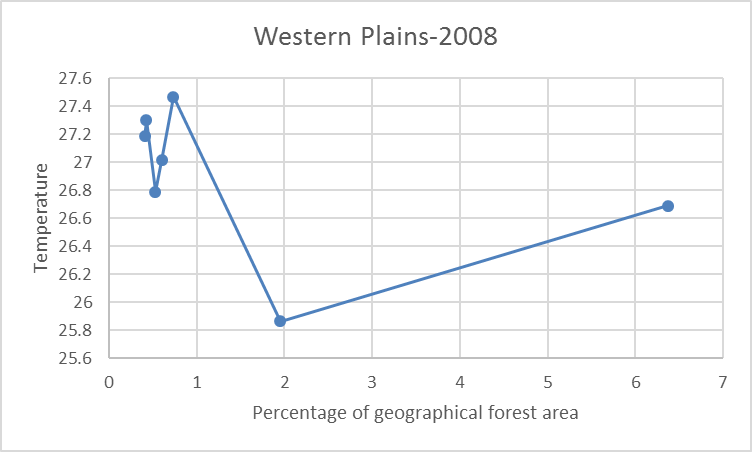 Western Plains-2008
27.6
27.4
27.2
27
26.8
26.6
26.4
26.2
26
25.8
25.6
Temperature
0 1 2 3 4 5 6 7
Percentage of geographical forest area